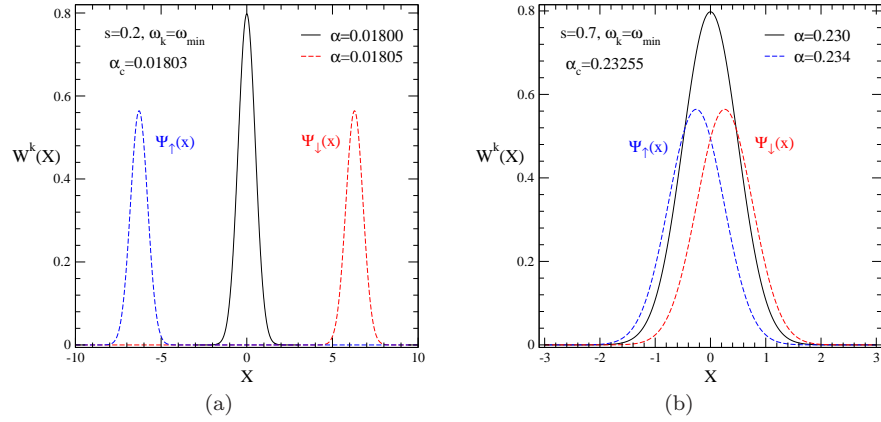 s=0.2, ω_k=ω_min
α_c=0.01803
α=0.01800
α=0.01805
Ψ_↑(x)
Ψ_↓(x)
W^k(X)
0.8
0.6
0.4
0.2
0
-10 -5 0 5 10
X
(a)
s=0.7, ω_k=ω_min
α_c=0.23255
α=0.230
α=0.234
Ψ_↑(x)
Ψ_↓(x)
W^k(X)
0.8
0.6
0.4
0.2
0
-3 -2 -1 0 1 2 3
X
(b)